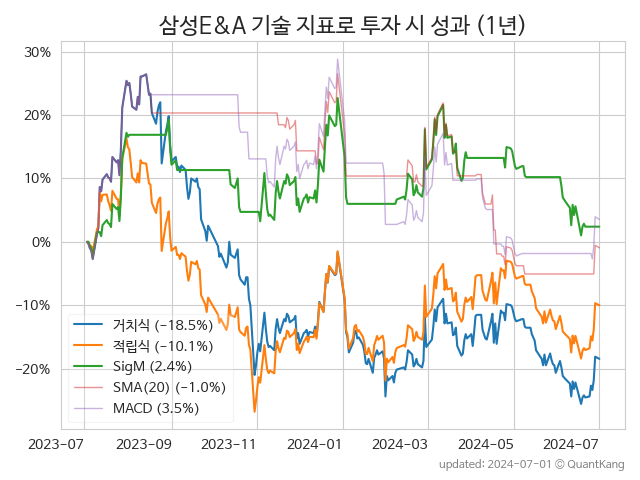 삼성E&A 기술 지표로 투자 시 성과 (1년)
30%
20%
10%
0%
−10%
−20%
거치식 (−18.5%)
적립식 (−10.1%)
SigM (2.4%)
SMA(20) (−1.0%)
MACD (3.5%)
2023-07 2023-09 2023-11 2024-01 2024-03 2024-05 2024-07
updated: 2024-07-01 © QuantKang